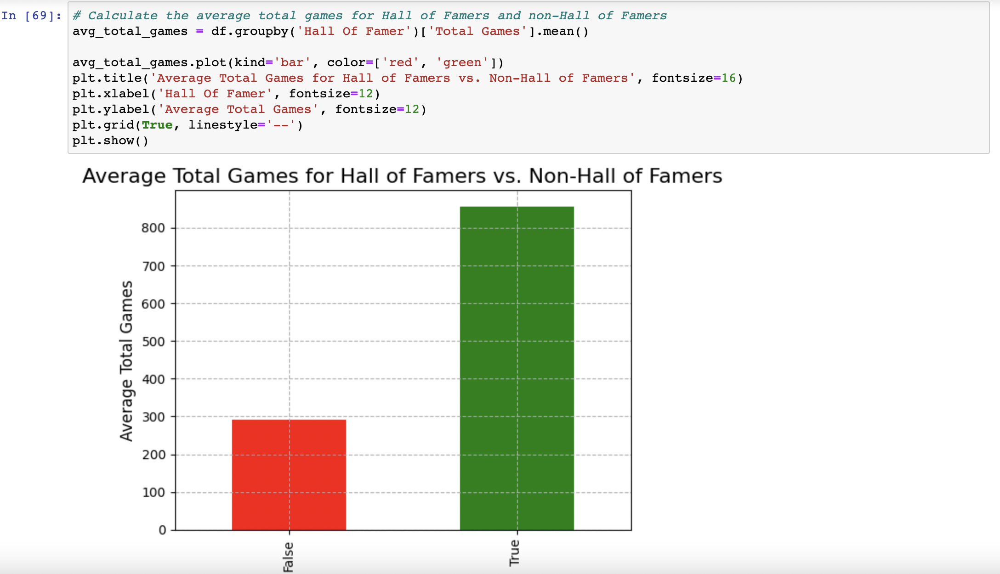 In [69]:
# Calculate the average total games for Hall of Famers and non-Hall of Famers
avg_total_games = df.groupby('Hall Of Famer')['Total Games'].mean()
avg_total_games.plot(kind='bar', color=['red', 'green'])
plt.title('Average Total Games for Hall of Famers vs. Non-Hall of Famers', fontsize=16)
plt.xlabel('Hall Of Famer', fontsize=12)
plt.ylabel('Average Total Games', fontsize=12)
plt.grid(True, linestyle='--')
plt.show()
Average Total Games for Hall of Famers vs. Non-Hall of Famers
Average Total Games
800
700
600
500
400
300
200
100
0
False
True